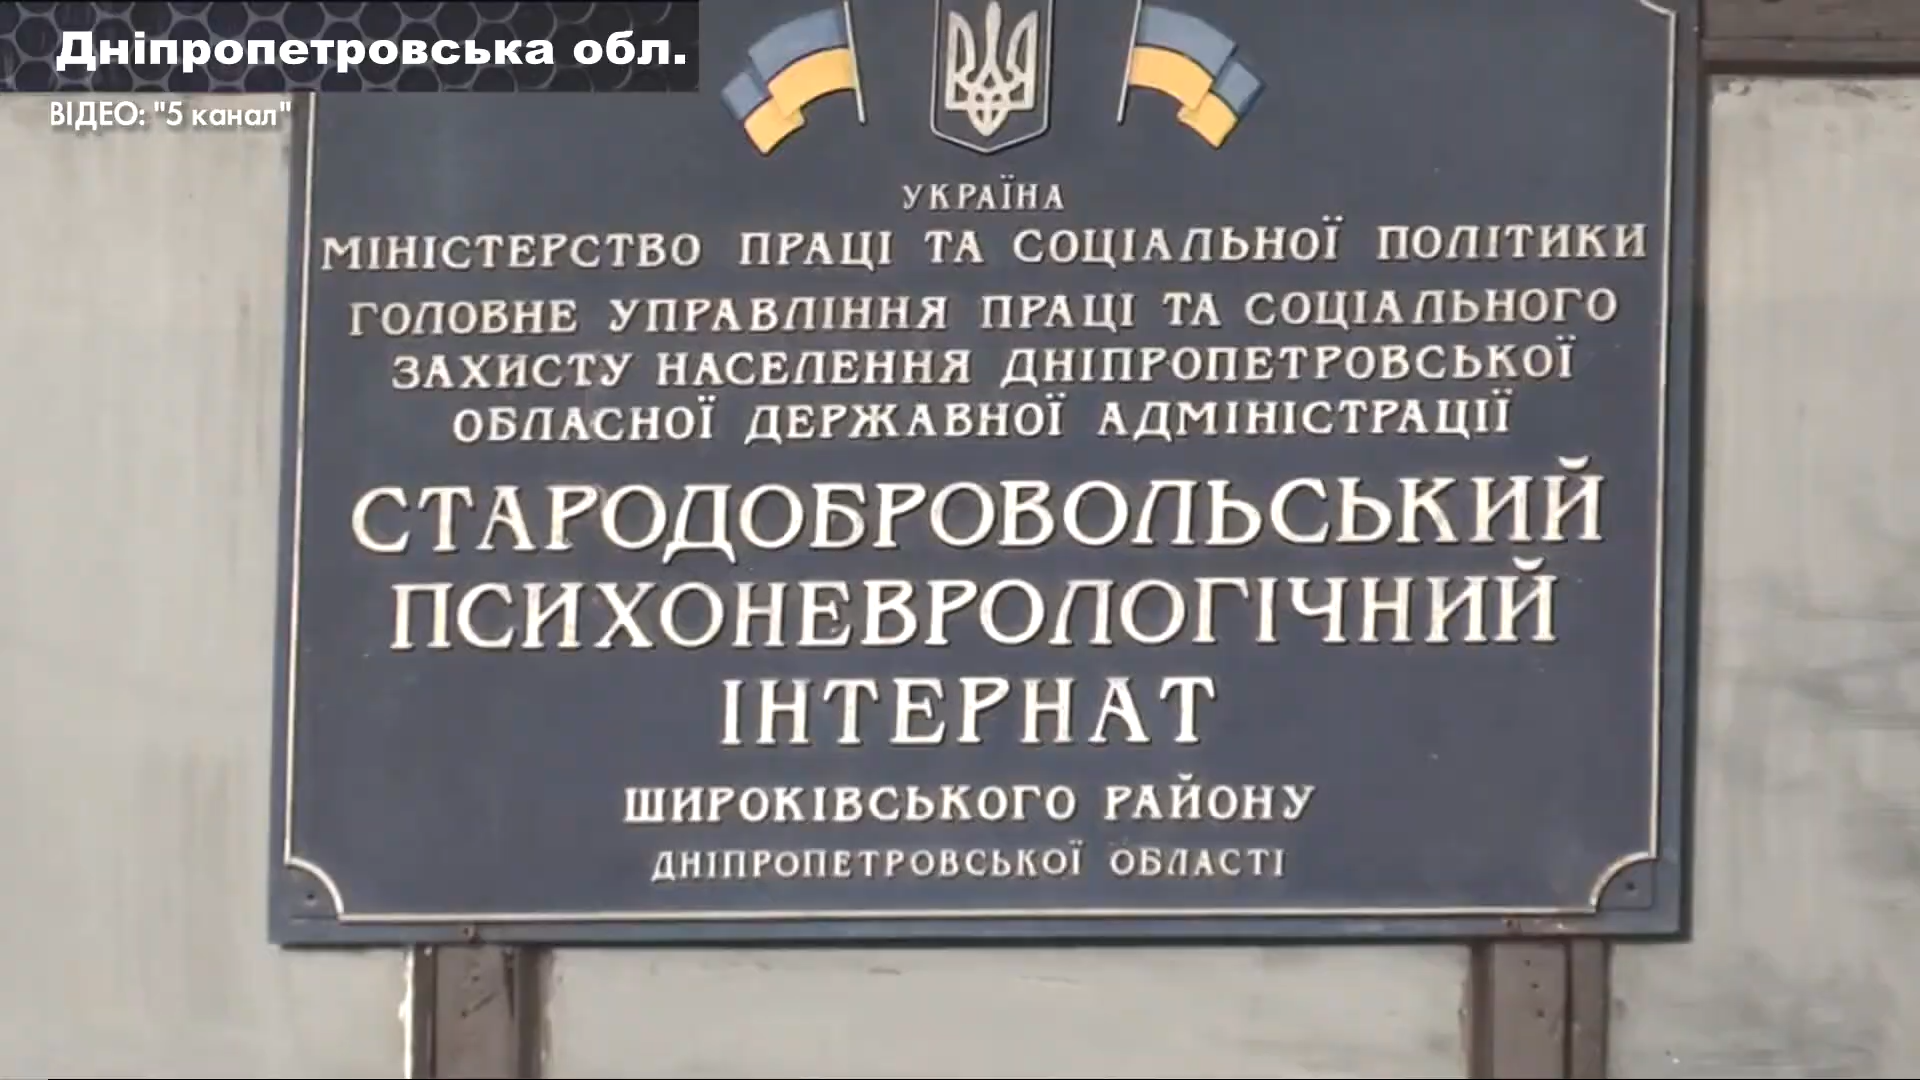 Дніпропетровська обл.
ВІДЕО: "5 канал"
УКРАЇНА
МІНІСТЕРСТВО ПРАЦІ ТА СОЦІАЛЬНОЇ ПОЛІТИКИ
ГОЛОВНЕ УПРАВЛІННЯ ПРАЦІ ТА СОЦІАЛЬНОГО
ЗАХИСТУ НАСЕЛЕННЯ ДНІПРОПЕТРОВСЬКОЇ
ОБЛАСНОЇ ДЕРЖАВНОЇ АДМІНІСТРАЦІЇ
СТАРОДОБРОВОЛЬСЬКИЙ
ПСИХОНЕВРОЛОГІЧНИЙ
ІНТЕРНАТ
ШИРОКІВСЬКОГО РАЙОНУ
ДНІПРОПЕТРОВСЬКОЇ ОБЛАСТІ